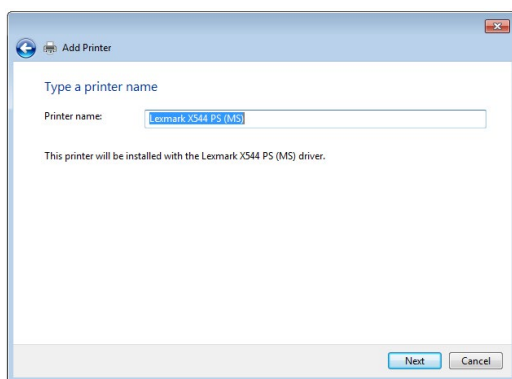 Add Printer
Type a printer name
Printer name: Lexmark X544 PS (MS)
This printer will be installed with the Lexmark X544 PS (MS) driver.
Next Cancel